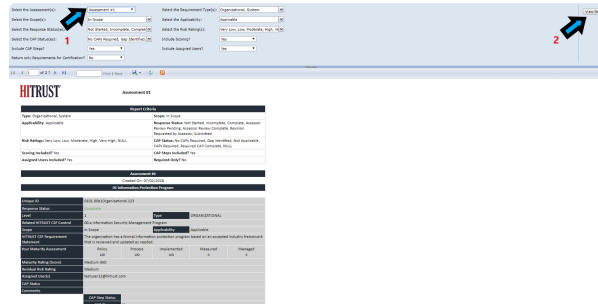 Select the Assessment(s): Assessment #1 Select the Requirement Type(s): Organizational, System View Re
Select the Scope(s): In Scope Select the Applicability: Applicable
Select the Response Status(es): Not Started, Incomplete, Complet Select the Risk Rating(s): Very Low, Low, Moderate, High, V
Select the CAP Status(es): No CAPs Required, Gap Identified, Include Scoring? Yes
Include CAP Steps? Yes Include Assigned Users? Yes
Return only Requirements for Certification? No
1
2
1 of 2 ? Find | Next
HITRUST
Assessment #1
Report Criteria
Type: Organizational, System Scope: In Scope
Applicability: Applicable Response Status: Not Started, Incomplete, Complete, Assessor
Review Pending, Assessor Review Complete, Revision
Requested by Assessor, Submitted
Risk Ratings: Very Low, Low, Moderate, High, Very High, NULL CAP Status: No CAPs Required, Gap Identified, Not Applicable,
CAPs Required, Required CAP Complete, NULL
Scoring Included? Yes CAP Steps Included? Yes
Assigned Users Included? Yes Required Only? No
Assessment #1
Created On: 07/02/2018
00 Information Protection Program
Unique ID
Response Status Complete
Level 1 Type ORGANIZATIONAL
Related HITRUST CSF Control 00.a Information Security Management Program
Scope In Scope Applicability Applicable
HITRUST CSF Requirement The organization has a formal information protection program based on an accepted industry framework
Statement that is reviewed and updated as needed.
Your Maturity Assessment Policy Process Implemented Measured Managed
100 100 100 0 0
Maturity Rating (Score) Medium
Residual Risk Rating Medium
Assigned User(s)
CAP Status
Comments
CAP Step Status